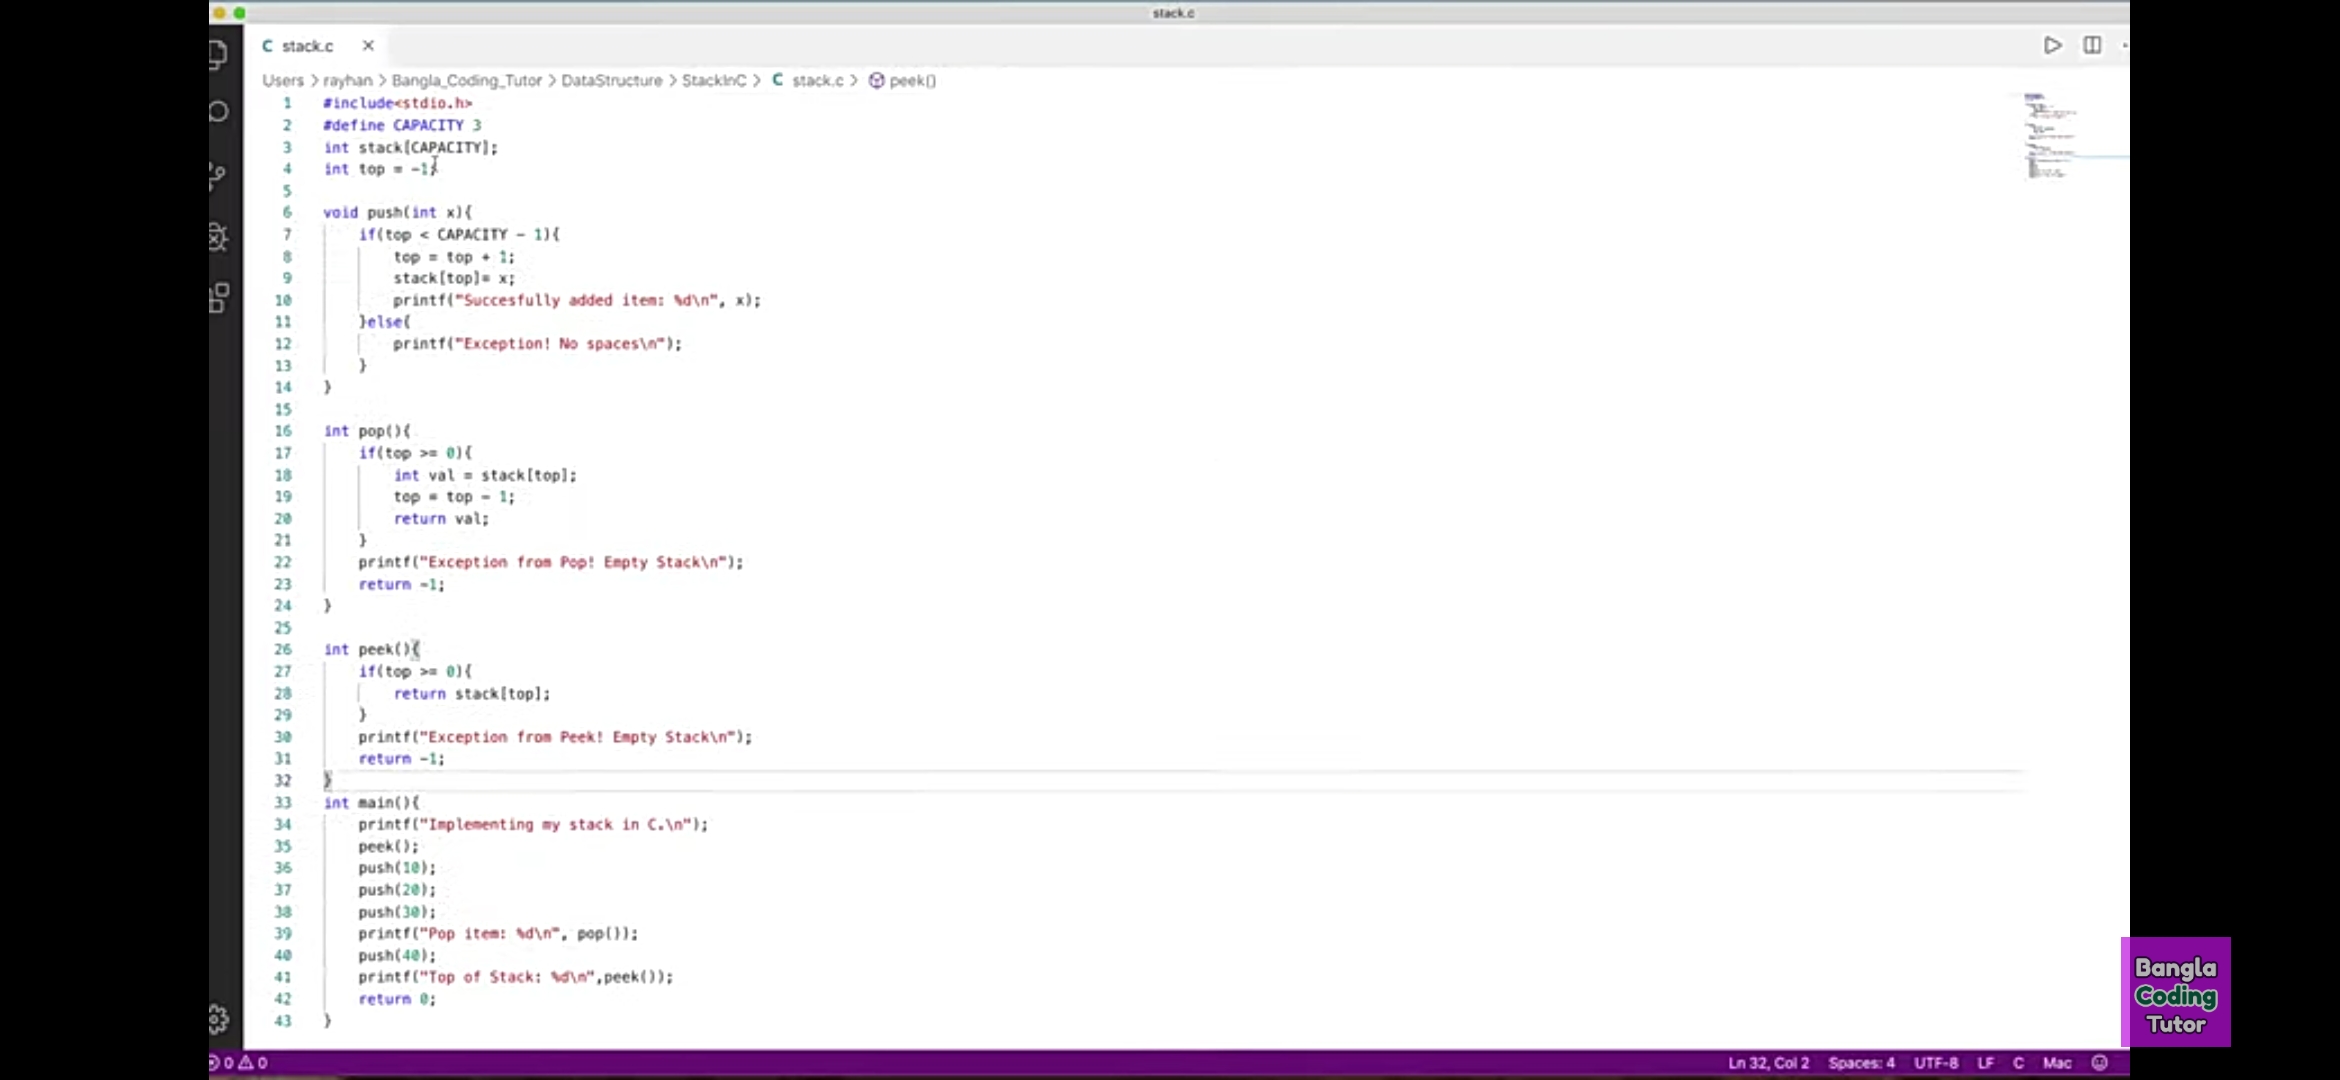 stack.c
C stack.c ×
Users > rayhan > Bangla_Coding_Tutor > DataStructure > StackInC > C stack.c > peek()
1 #include<stdio.h>
2 #define CAPACITY 3
3 int stack[CAPACITY];
4 int top = -1;
5
6 void push(int x){
7     if(top < CAPACITY - 1){
8         top = top + 1;
9         stack[top]= x;
10         printf("Succesfully added item: %d\n", x);
11     }else{
12         printf("Exception! No spaces\n");
13     }
14 }
15
16 int pop(){
17     if(top >= 0){
18         int val = stack[top];
19         top = top - 1;
20         return val;
21     }
22     printf("Exception from Pop! Empty Stack\n");
23     return -1;
24 }
25
26 int peek(){
27     if(top >= 0){
28         return stack[top];
29     }
30     printf("Exception from Peek! Empty Stack\n");
31     return -1;
32 }
33 int main(){
34     printf("Implementing my stack in C.\n");
35     peek();
36     push(10);
37     push(20);
38     push(30);
39     printf("Pop item: %d\n", pop());
40     push(40);
41     printf("Top of Stack: %d\n",peek());
42     return 0;
43 }
Bangla
Coding
Tutor
0 0 Ln 32, Col 2 Spaces: 4 UTF-8 LF C Mac